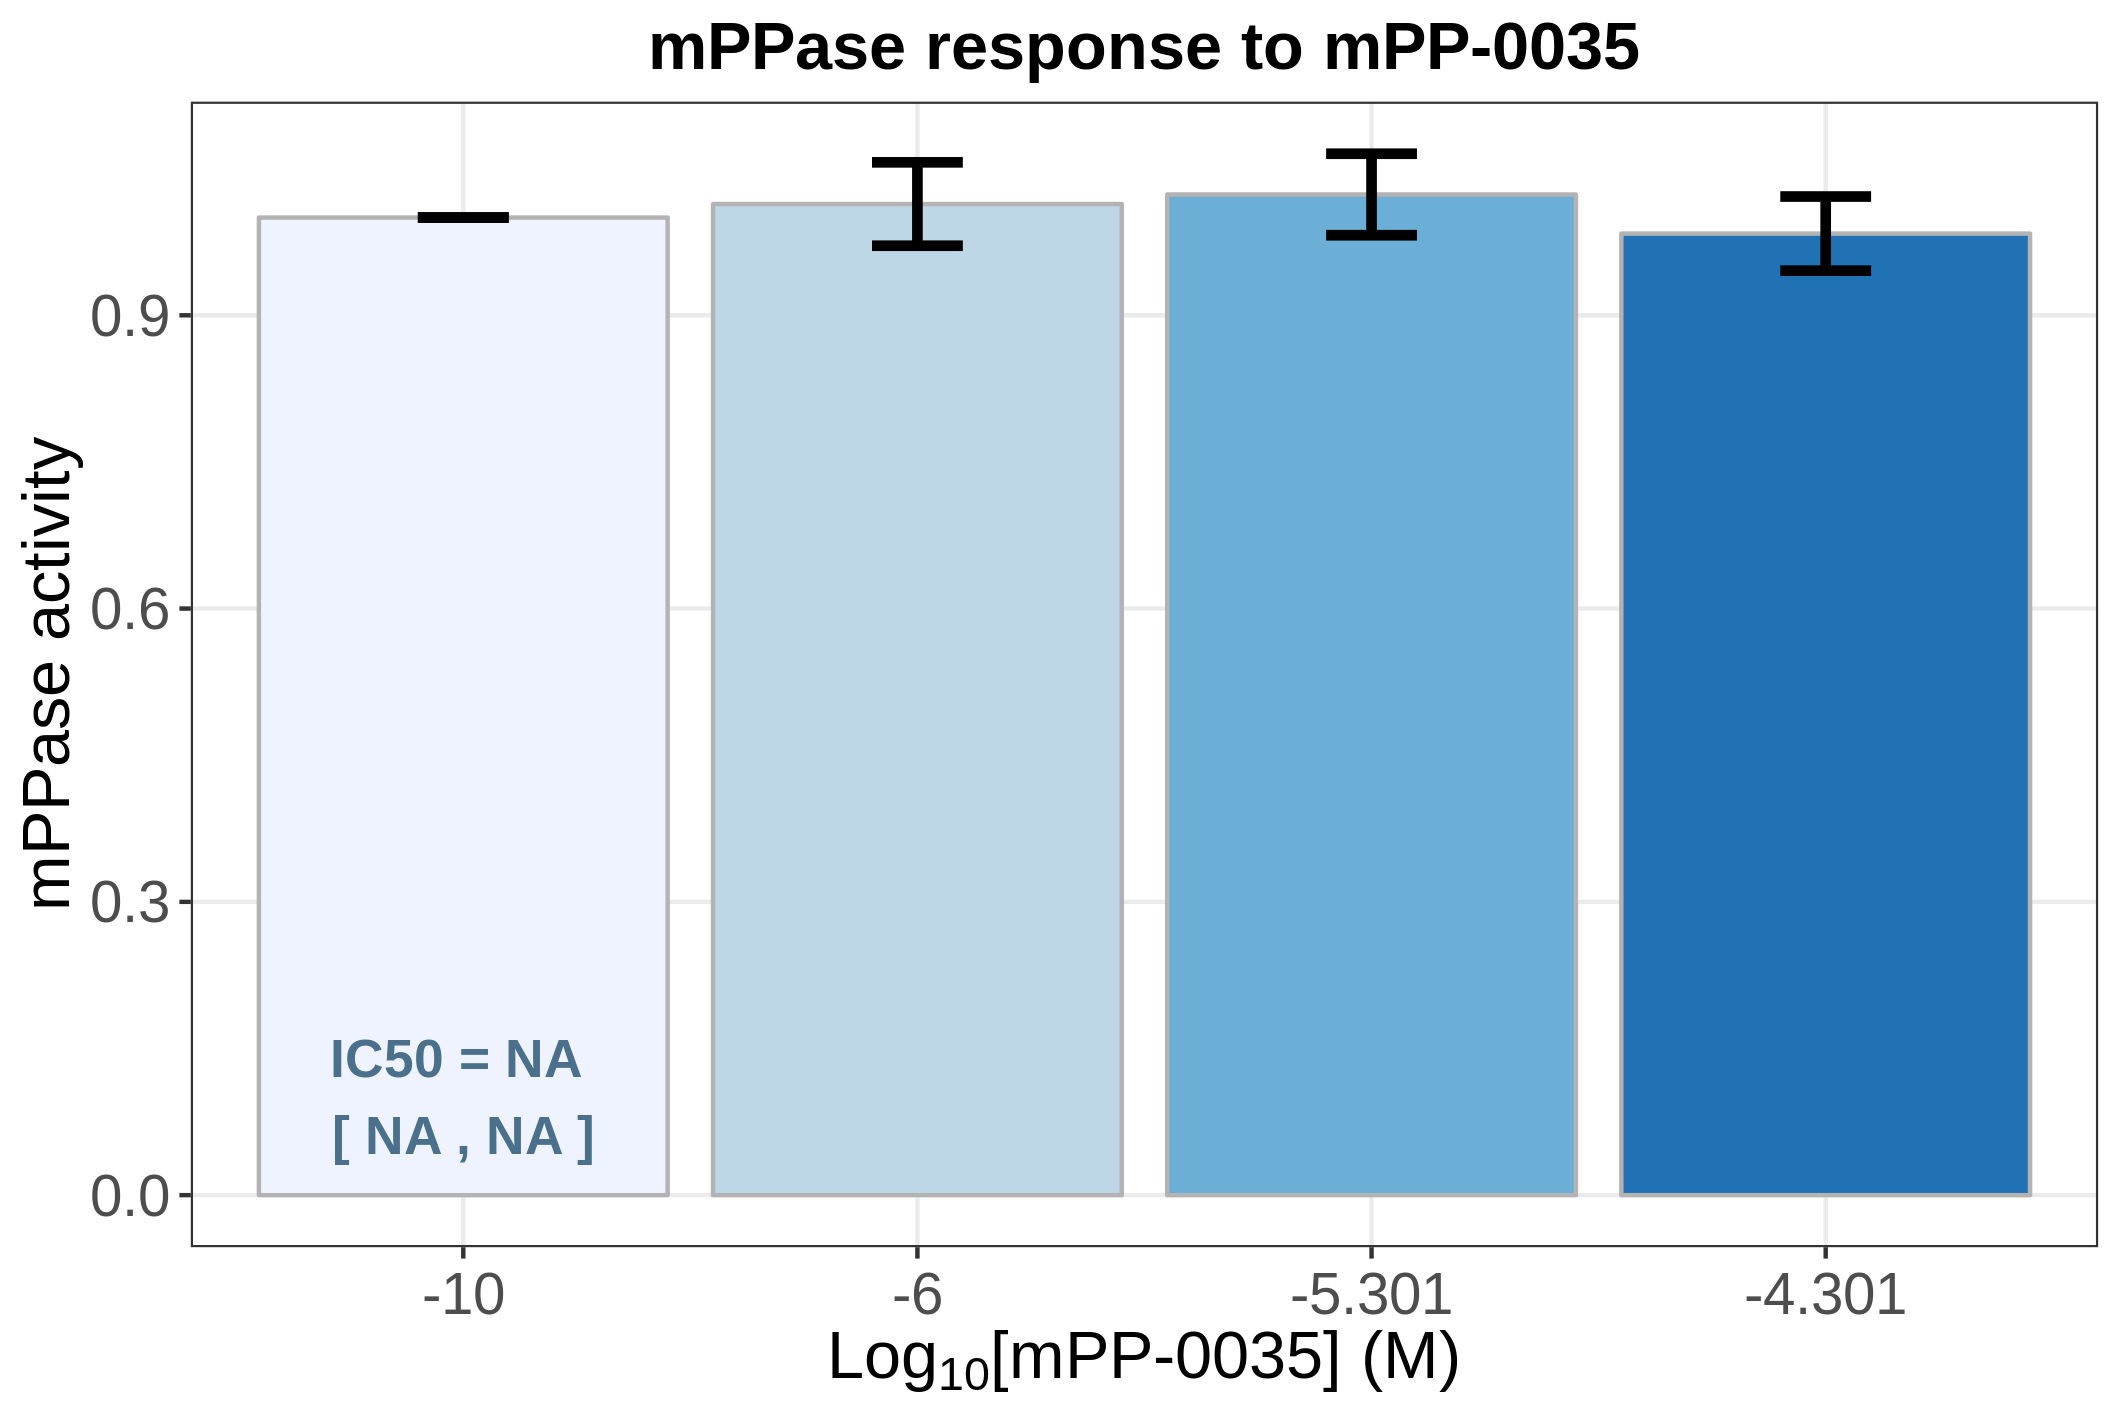 mPPase response to mPP-0035
mPPase activity
0.9
0.6
0.3
0.0
IC50 = NA
[ NA , NA ]
-10
-6
-5.301
-4.301
Log₁₀[mPP-0035] (M)